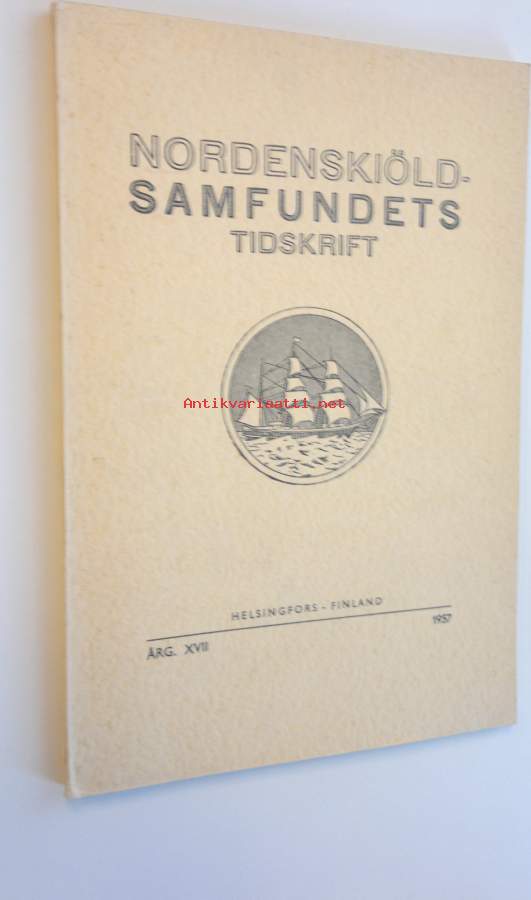 NORDENSKIÖLD-
SAMFUNDETS
TIDSKRIFT
Antikvariaatti.net
HELSINGFORS - FINLAND
ÅRG. XVII 1957